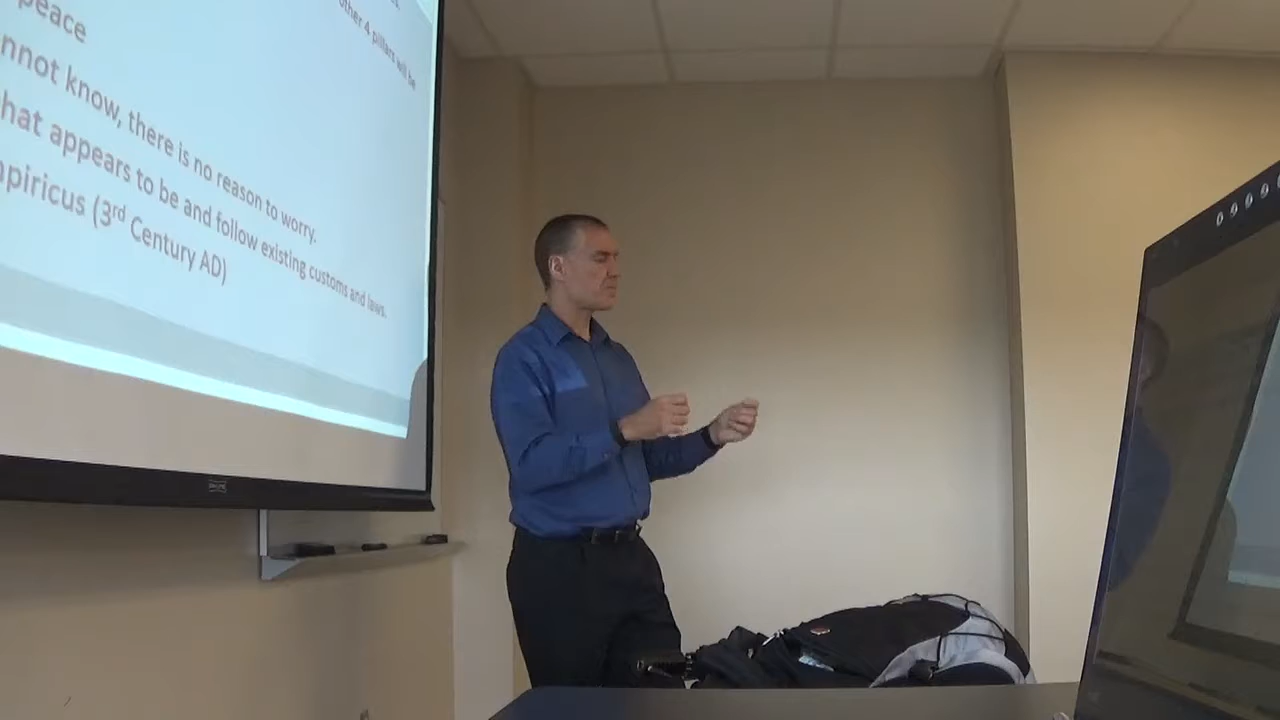 other 4 pillars will be
peace
nnot know, there is no reason to worry.
hat appears to be and follow existing customs and laws.
piricus (3rd Century AD)